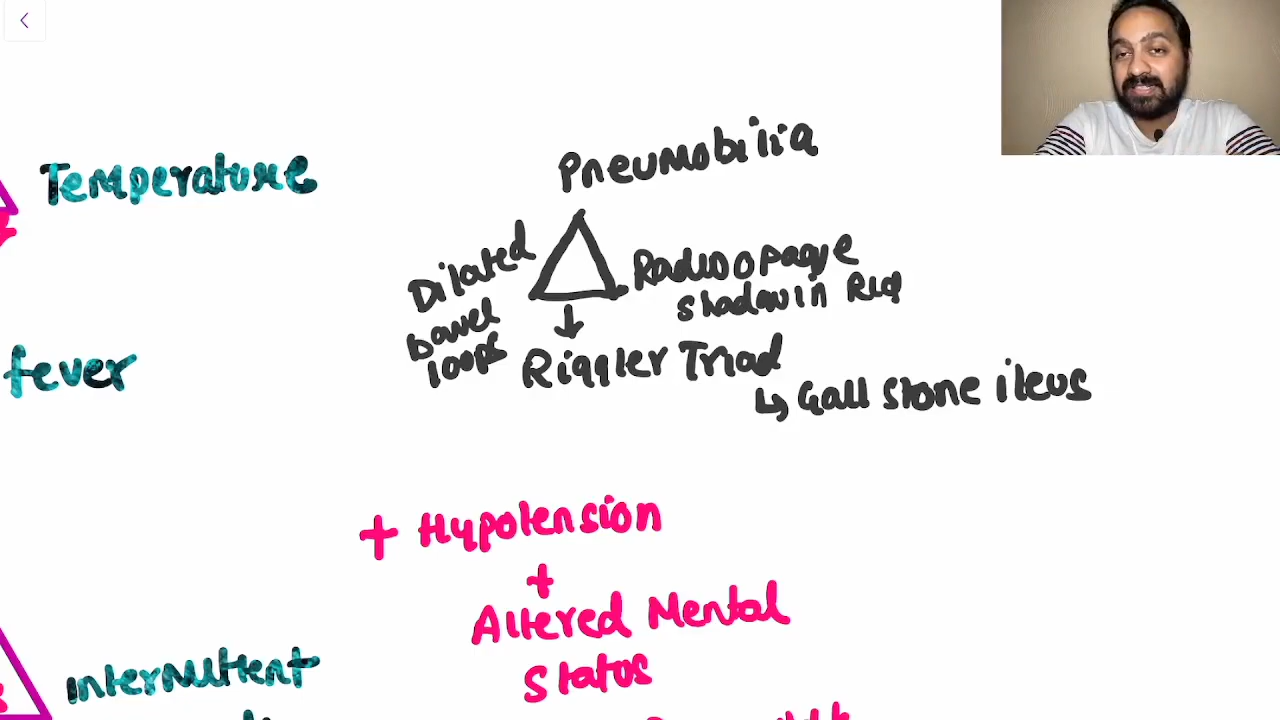 Temperature
Pneumobilia
Dilated
bowel
loops
Radioopaque
shadow in RLQ
Riggler Triad
↳ Gall stone ileus
fever
+ Hypotension
+
Altered Mental
Status
Intermittent